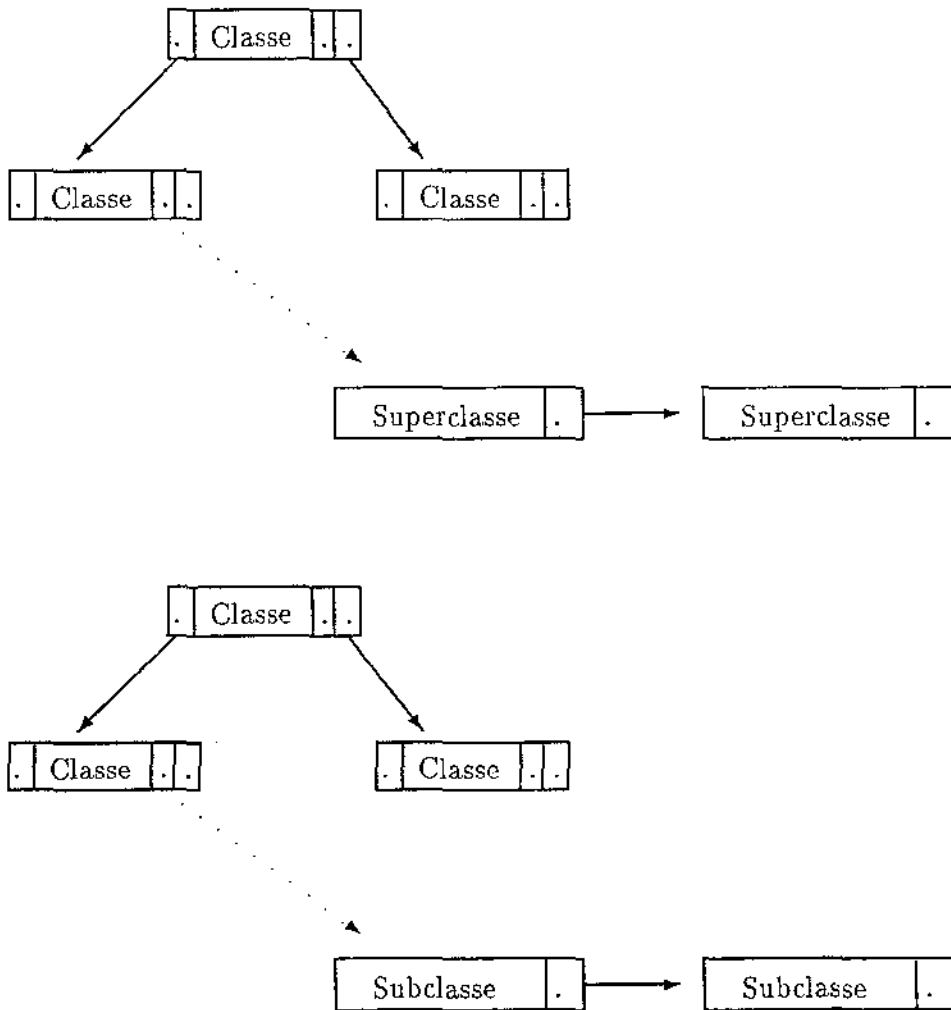 . Classe . .
. Classe . . . Classe . .
Superclasse . Superclasse .
. Classe . .
. Classe . . . Classe . .
Subclasse . Subclasse .